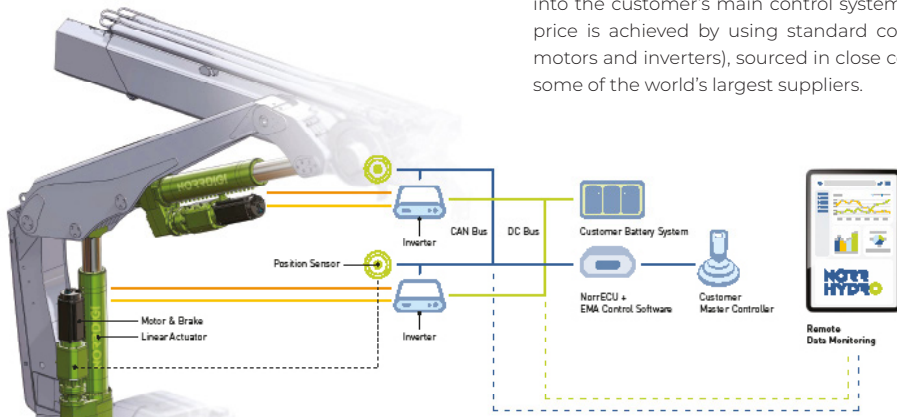 into the customer's main control system
price is achieved by using standard co
motors and inverters), sourced in close c
some of the world's largest suppliers.
NORRDIGI
Inverter
CAN Bus
DC Bus
Customer Battery System
Position Sensor
NorrECU +
EMA Control Software
Customer
Master Controller
NORR
HYDRO
Remote
Data Monitoring
Motor & Brake
Linear Actuator
NORRDIGI
Inverter